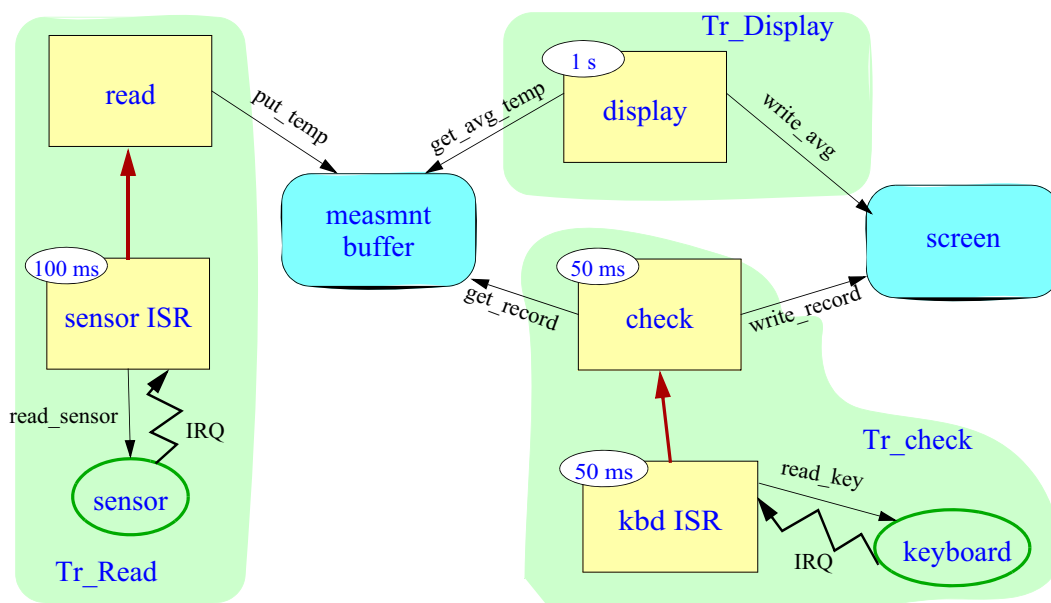 Tr_Display
1 s
read
put_temp
get_avg_temp
display
write_avg
measmnt
buffer
screen
100 ms
50 ms
sensor ISR
get_record
check
write_record
read_sensor
IRQ
Tr_check
50 ms
read_key
sensor
kbd ISR
IRQ
keyboard
Tr_Read